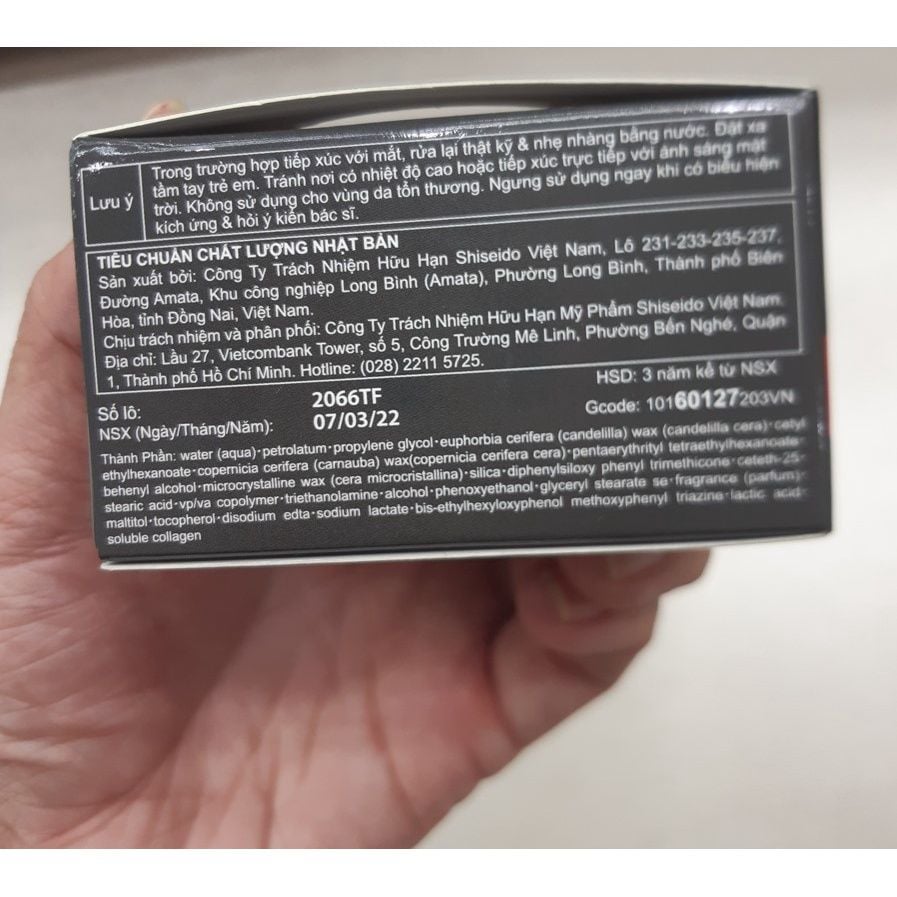 Lưu ý
Trong trường hợp tiếp xúc với mắt, rửa lại thật kỹ & nhẹ nhàng bằng nước. Đặt xa
tầm tay trẻ em. Tránh nơi có nhiệt độ cao hoặc tiếp xúc trực tiếp với ánh sáng mặt
trời. Không sử dụng cho vùng da tổn thương. Ngưng sử dụng ngay khi có biểu hiện
kích ứng & hỏi ý kiến bác sĩ.
TIÊU CHUẨN CHẤT LƯỢNG NHẬT BẢN
Sản xuất bởi: Công Ty Trách Nhiệm Hữu Hạn Shiseido Việt Nam, Lô 231-233-235-237,
Đường Amata, Khu công nghiệp Long Bình (Amata), Phường Long Bình, Thành phố Biên
Hòa, tỉnh Đồng Nai, Việt Nam.
Chịu trách nhiệm và phân phối: Công Ty Trách Nhiệm Hữu Hạn Mỹ Phẩm Shiseido Việt Nam.
Địa chỉ: Lầu 27, Vietcombank Tower, số 5, Công Trường Mê Linh, Phường Bến Nghé, Quận
1, Thành phố Hồ Chí Minh. Hotline: (028) 2211 5725.
Số lô: 2066TF HSD: 3 năm kể từ NSX
NSX (Ngày/Tháng/Năm): 07/03/22 Gcode: 10160127203VN
Thành Phần: water (aqua)·petrolatum·propylene glycol·euphorbia cerifera (candelilla) wax (candelilla cera)·cetyl
ethylhexanoate·copernicia cerifera (carnauba) wax(copernicia cerifera cera)·pentaerythrityl tetraethylhexanoate·
behenyl alcohol·microcrystalline wax (cera microcristallina)·silica·diphenylsiloxy phenyl trimethicone·ceteth-25·
stearic acid·vp/va copolymer·triethanolamine·alcohol·phenoxyethanol·glyceryl stearate se·fragrance (parfum)·
maltitol·tocopherol·disodium edta·sodium lactate·bis-ethylhexyloxyphenol methoxyphenyl triazine·lactic acid·
soluble collagen